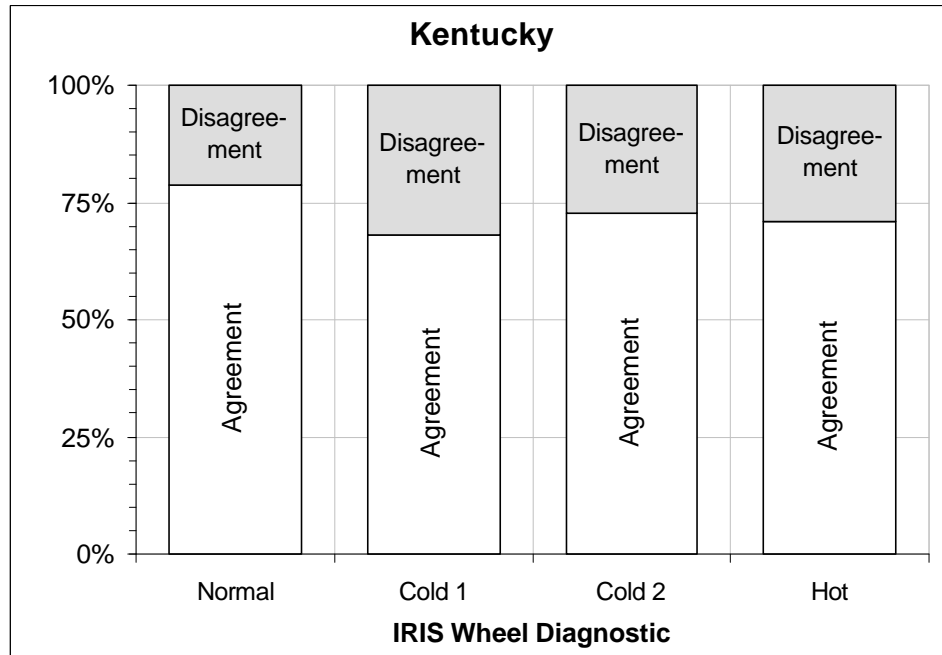 Kentucky
100%
75%
50%
25%
0%
Disagree-
ment
Disagree-
ment
Disagree-
ment
Disagree-
ment
Agreement
Agreement
Agreement
Agreement
Normal
Cold 1
Cold 2
Hot
IRIS Wheel Diagnostic